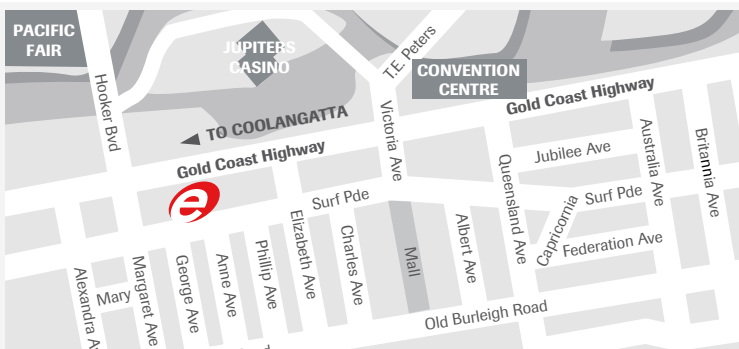 PACIFIC
FAIR
JUPITERS
CASINO
T.E. Peters
CONVENTION
CENTRE
Hooker Bvd
TO COOLANGATTA
Gold Coast Highway
Gold Coast Highway
Victoria Ave
Queensland Ave
Jubilee Ave
Australia Ave
Britannia Ave
e
Surf Pde
Surf Pde
Capricornia
Federation Ave
Alexandra A
Mary
Margaret Ave
George Ave
Anne Ave
Phillip Ave
Elizabeth Ave
Charles Ave
Mall
Albert Ave
Old Burleigh Road